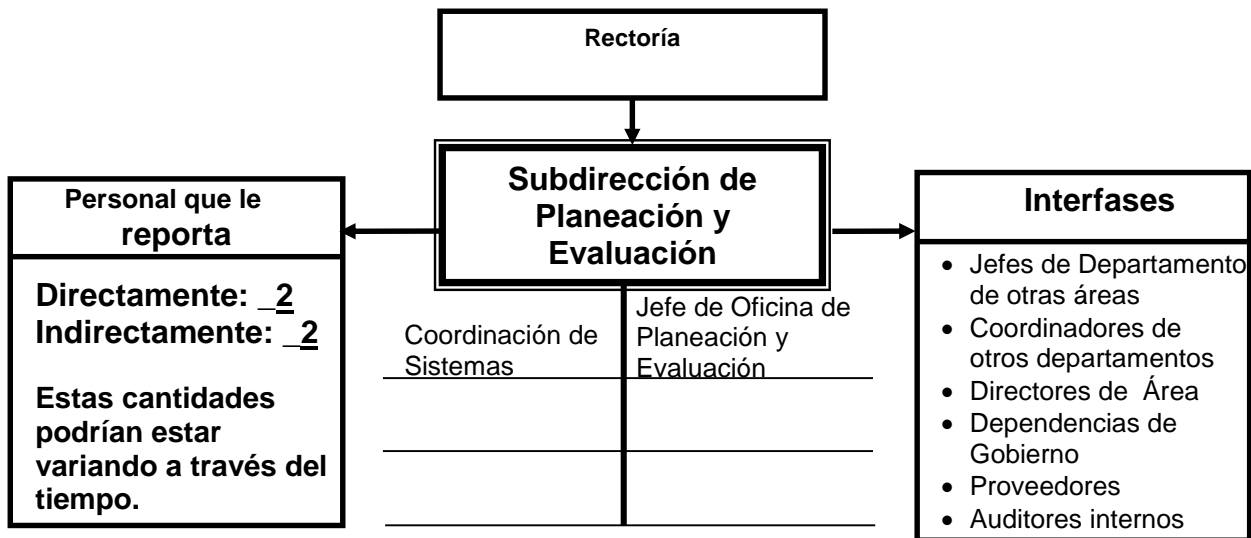 Rectoría
Subdirección de
Planeación y
Evaluación
Personal que le
reporta
Directamente: _2
Indirectamente: _2
Estas cantidades
podrían estar
variando a través del
tiempo.
Coordinación de
Sistemas
Jefe de Oficina de
Planeación y
Evaluación
Interfases
• Jefes de Departamento
de otras áreas
• Coordinadores de
otros departamentos
• Directores de Área
• Dependencias de
Gobierno
• Proveedores
• Auditores internos